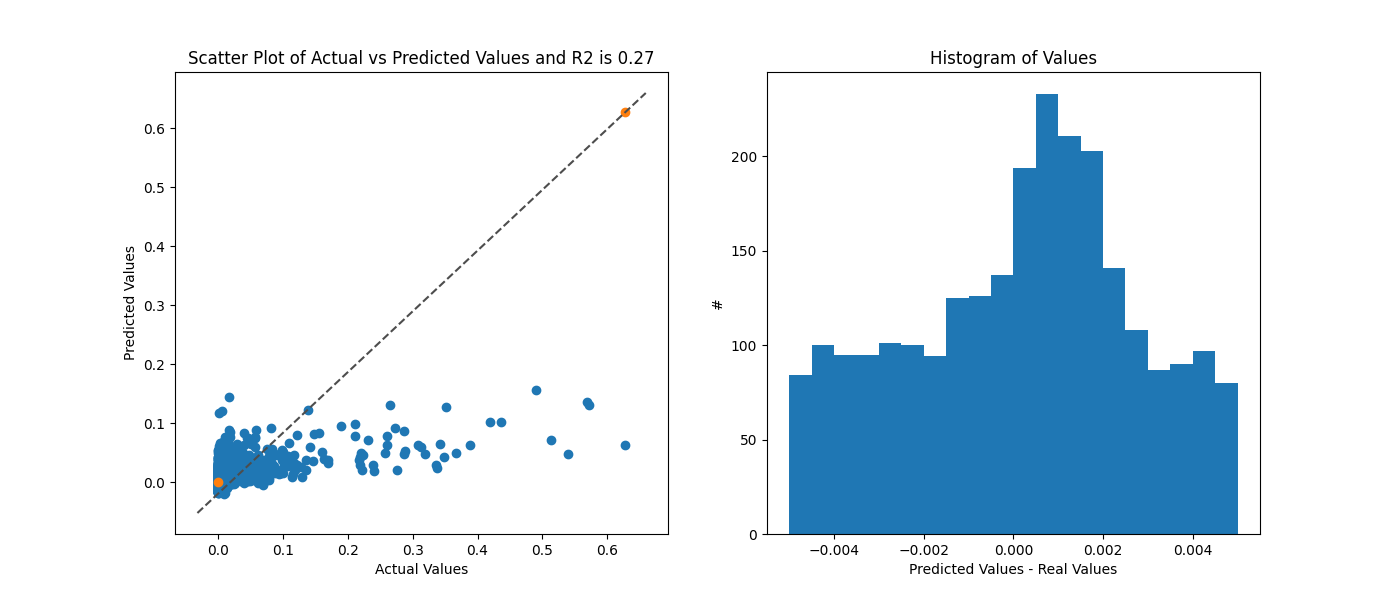 Scatter Plot of Actual vs Predicted Values and R2 is 0.27
0.6
0.5
0.4
0.3
0.2
0.1
0.0
Predicted Values
0.0 0.1 0.2 0.3 0.4 0.5 0.6
Actual Values
Histogram of Values
200
150
100
50
0
#
−0.004 −0.002 0.000 0.002 0.004
Predicted Values - Real Values